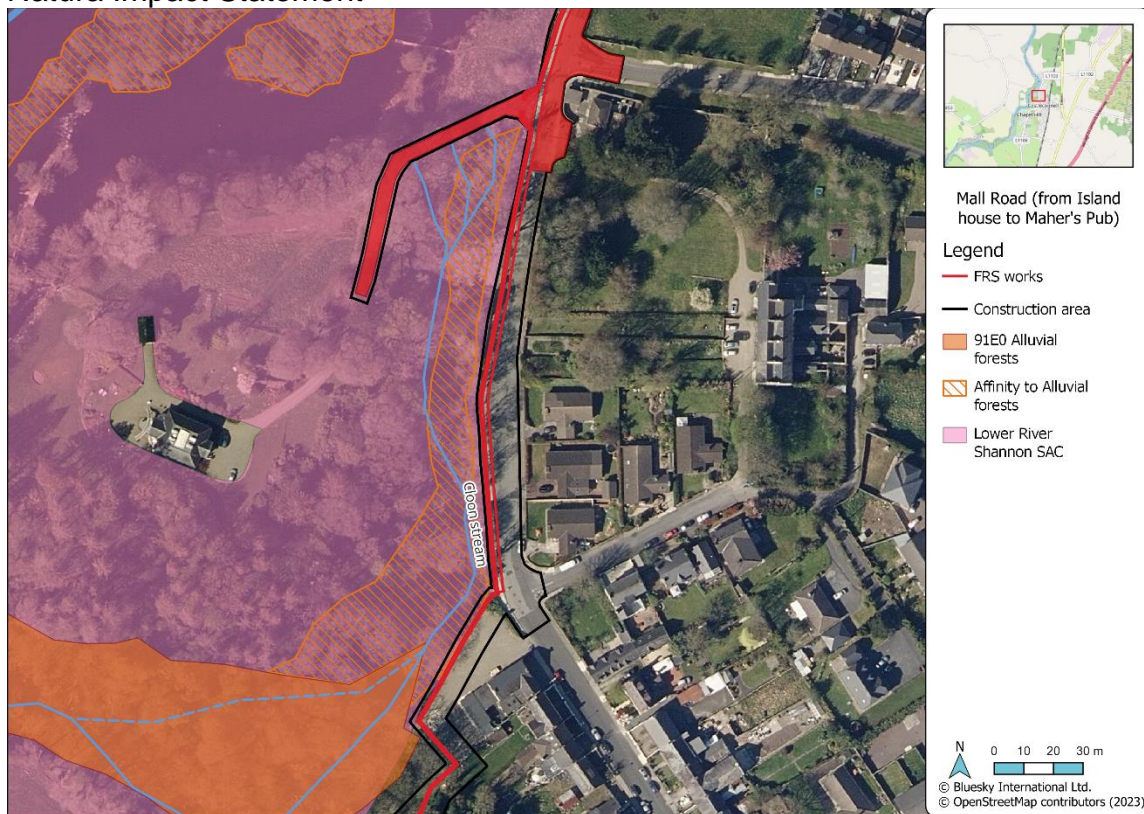 Natura Impact Statement
Cloon stream
Mall Road (from Island
house to Maher's Pub)
Legend
FRS works
Construction area
91E0 Alluvial
forests
Affinity to Alluvial
forests
Lower River
Shannon SAC
N
0 10 20 30 m
© Bluesky International Ltd.
© OpenStreetMap contributors (2023)